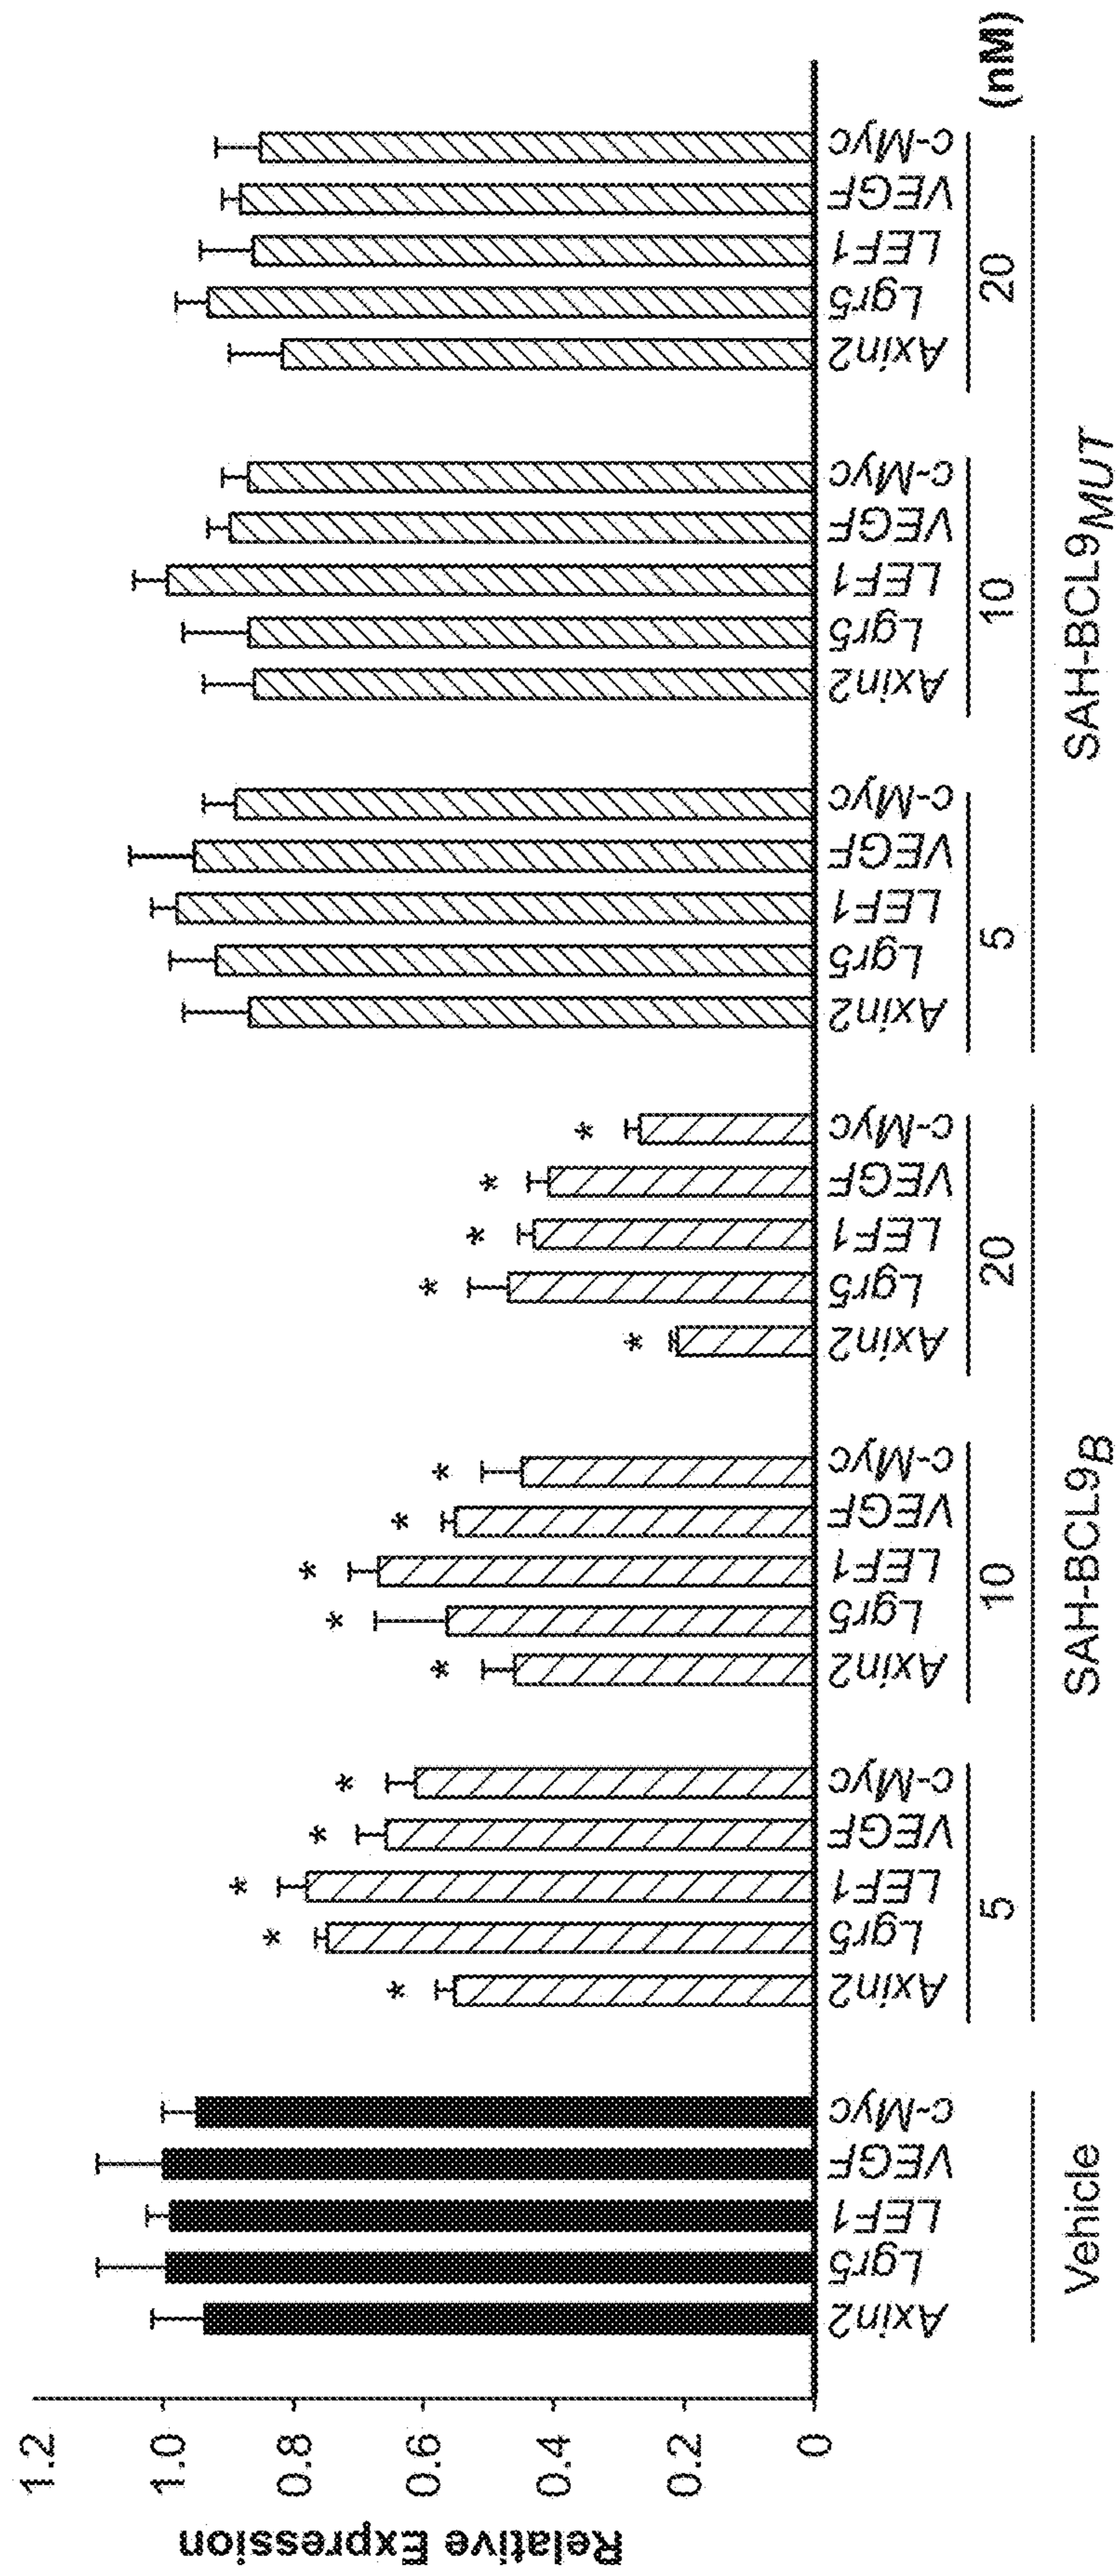 Relative Expression
1.2
1.0
0.8
0.6
0.4
0.2
0
* * * * *
* * * * *
* * * * *
Axin2 Lgr5 LEF1 VEGF c-Myc Axin2 Lgr5 LEF1 VEGF c-Myc Axin2 Lgr5 LEF1 VEGF c-Myc Axin2 Lgr5 LEF1 VEGF c-Myc Axin2 Lgr5 LEF1 VEGF c-Myc Axin2 Lgr5 LEF1 VEGF c-Myc Axin2 Lgr5 LEF1 VEGF c-Myc
5 10 20 5 10 20 (nM)
Vehicle SAH-BCL9B SAH-BCL9MUT